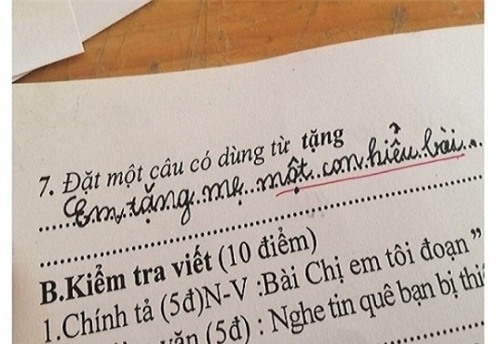 7. Đặt một câu có dùng từ tặng
Em tặng mẹ một con hiểu bài.
B.Kiểm tra viết (10 điểm)
1.Chính tả (5đ)N-V :Bài Chị em tôi đoạn "
văn (5đ) : Nghe tin quê bạn bị thi